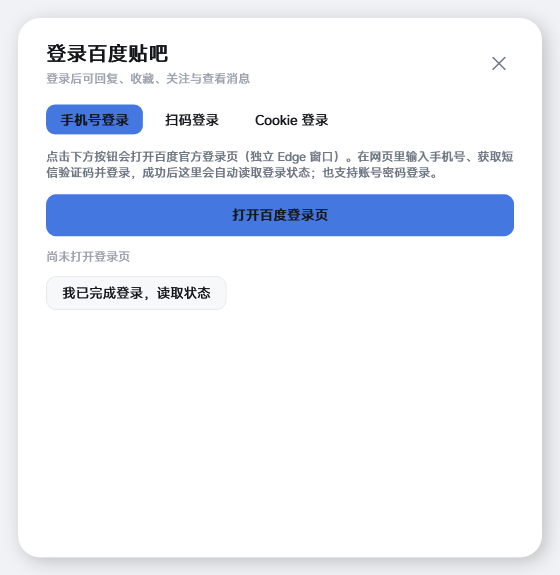 登录百度贴吧
登录后可回复、收藏、关注与查看消息
手机号登录 扫码登录 Cookie 登录
点击下方按钮会打开百度官方登录页（独立 Edge 窗口）。在网页里输入手机号、获取短
信验证码并登录，成功后这里会自动读取登录状态；也支持账号密码登录。
打开百度登录页
尚未打开登录页
我已完成登录，读取状态